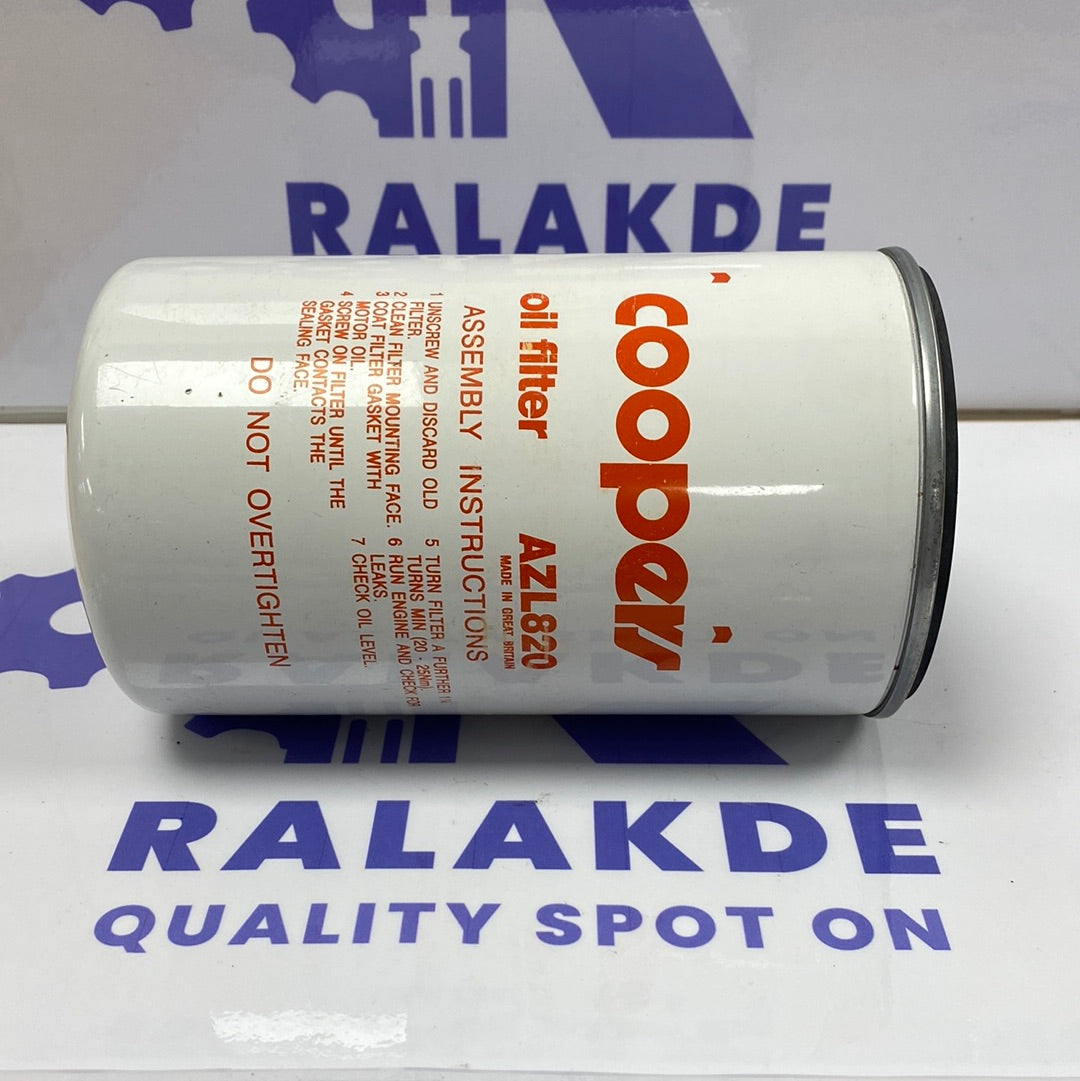 RALAKDE
coopers
oil filter AZL820
MADE IN GREAT BRITAIN
ASSEMBLY INSTRUCTIONS
1 UNSCREW AND DISCARD OLD
FILTER.
2 CLEAN FILTER MOUNTING FACE.
3 COAT FILTER GASKET WITH
MOTOR OIL.
4 SCREW ON FILTER UNTIL THE
GASKET CONTACTS THE
SEALING FACE.
5 TURN FILTER A FURTHER
TURNS MIN (20 - 25Nm).
6 RUN ENGINE AND CHECK FOR
LEAKS.
7 CHECK OIL LEVEL.
DO NOT OVERTIGHTEN
RALAKDE
QUALITY SPOT ON